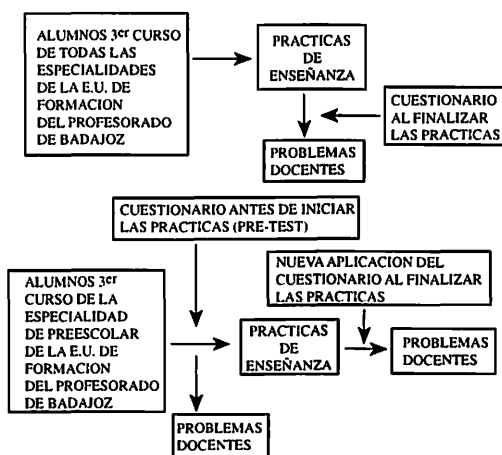 ALUMNOS 3er CURSO
DE TODAS LAS
ESPECIALIDADES
DE LA E.U. DE
FORMACION
DEL PROFESORADO
DE BADAJOZ
PRACTICAS
DE
ENSEÑANZA
CUESTIONARIO
AL FINALIZAR
LAS PRACTICAS
PROBLEMAS
DOCENTES
CUESTIONARIO ANTES DE INICIAR
LAS PRACTICAS (PRE-TEST)
NUEVA APLICACION DEL
CUESTIONARIO AL FINALIZAR
LAS PRACTICAS
ALUMNOS 3er
CURSO DE LA
ESPECIALIDAD
DE PREESCOLAR
DE LA E.U. DE
FORMACION
DEL PROFESORADO
DE BADAJOZ
PRACTICAS
DE
ENSEÑANZA
PROBLEMAS
DOCENTES
PROBLEMAS
DOCENTES